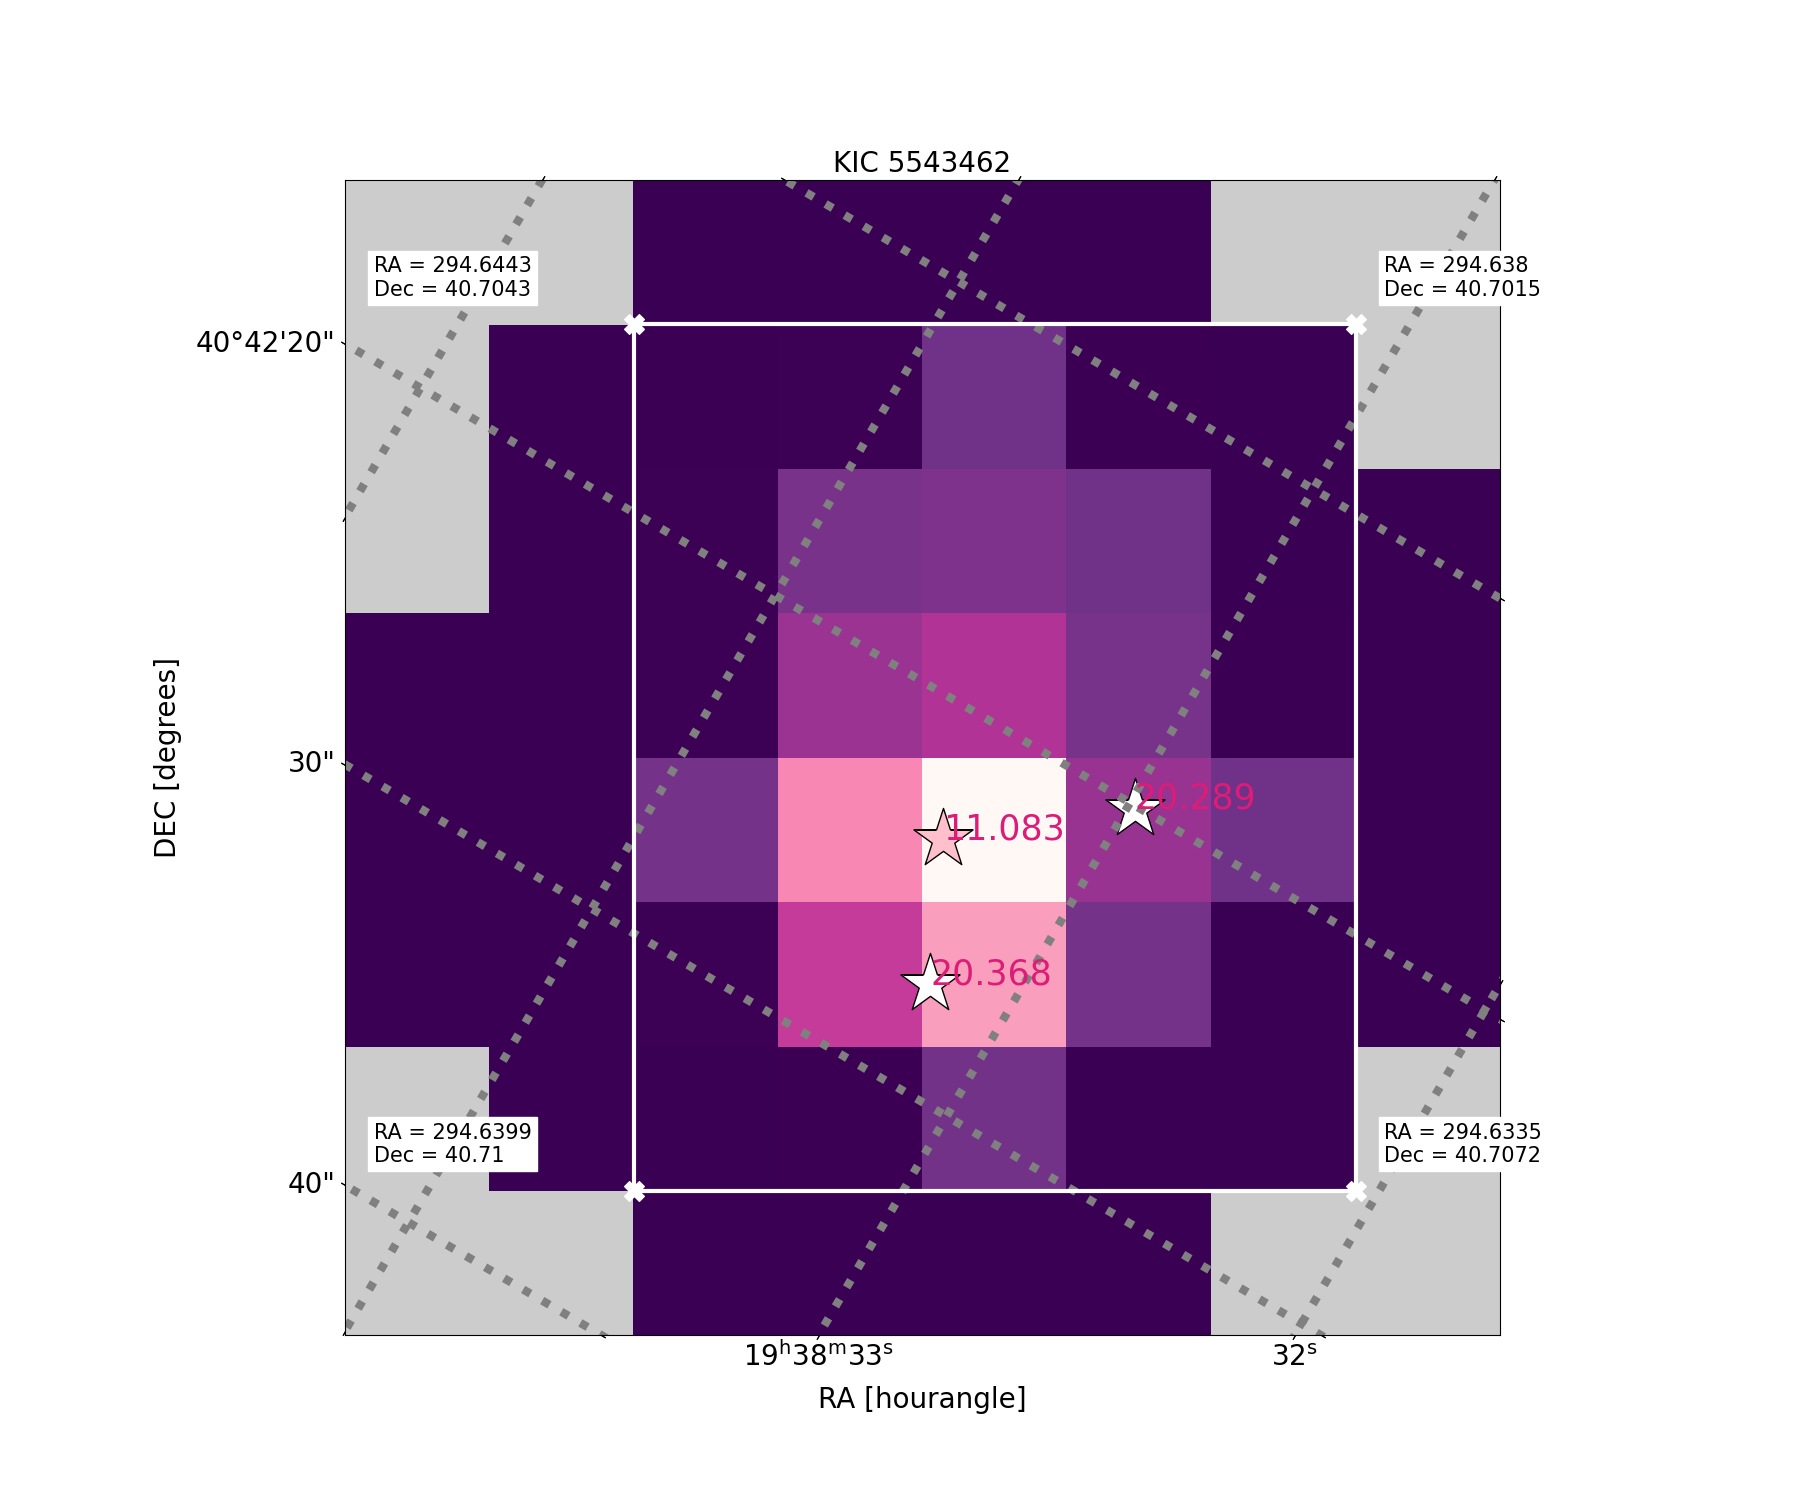 KIC 5543462
RA = 294.6443
Dec = 40.7043
RA = 294.638
Dec = 40.7015
40°42'20"
30"
40"
DEC [degrees]
20.289
11.083
20.368
RA = 294.6399
Dec = 40.71
RA = 294.6335
Dec = 40.7072
19h38m33s
32s
RA [hourangle]